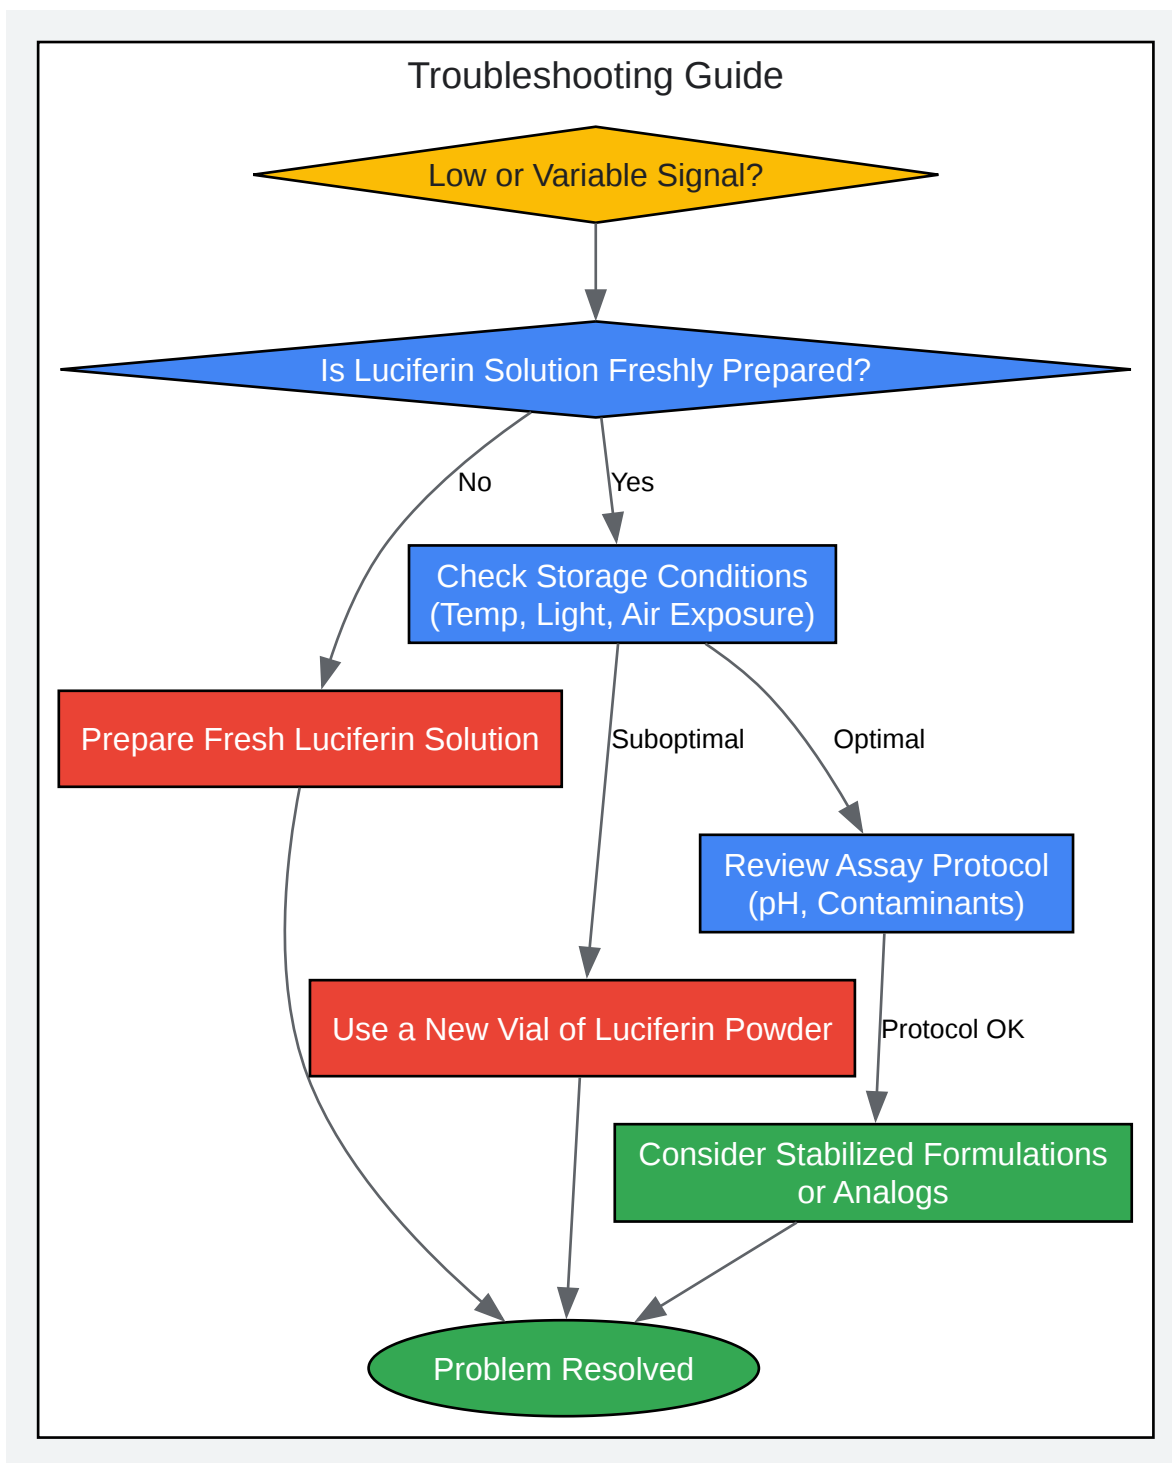 Troubleshooting Guide
Low or Variable Signal?
Is Luciferin Solution Freshly Prepared?
No
Yes
Check Storage Conditions
(Temp, Light, Air Exposure)
Prepare Fresh Luciferin Solution
Suboptimal
Optimal
Review Assay Protocol
(pH, Contaminants)
Use a New Vial of Luciferin Powder
Protocol OK
Consider Stabilized Formulations
or Analogs
Problem Resolved